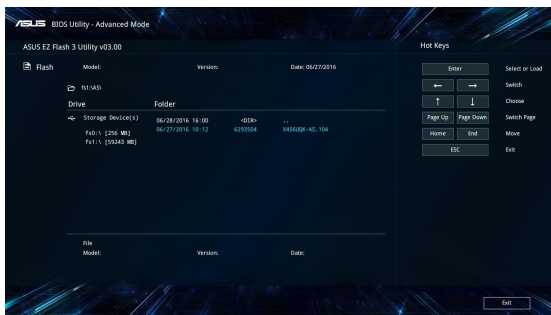 ASUS BIOS Utility - Advanced Mode
ASUS EZ Flash 3 Utility v03.00
Hot Keys
Flash Model: Version: Date: 06/27/2016
Enter Select or Load
fs1:\AS\
← → Switch
Drive Folder
↑ ↓ Choose
Storage Device(s) 06/28/2016 16:00 <DIR> ..
Page Up Page Down Switch Page
fs0:\ [256 MB] 06/27/2016 10:12 6293504 X456UQK-AS.104
Home End Move
fs1:\ [59243 MB]
ESC Exit
File
Model: Version: Date:
Exit